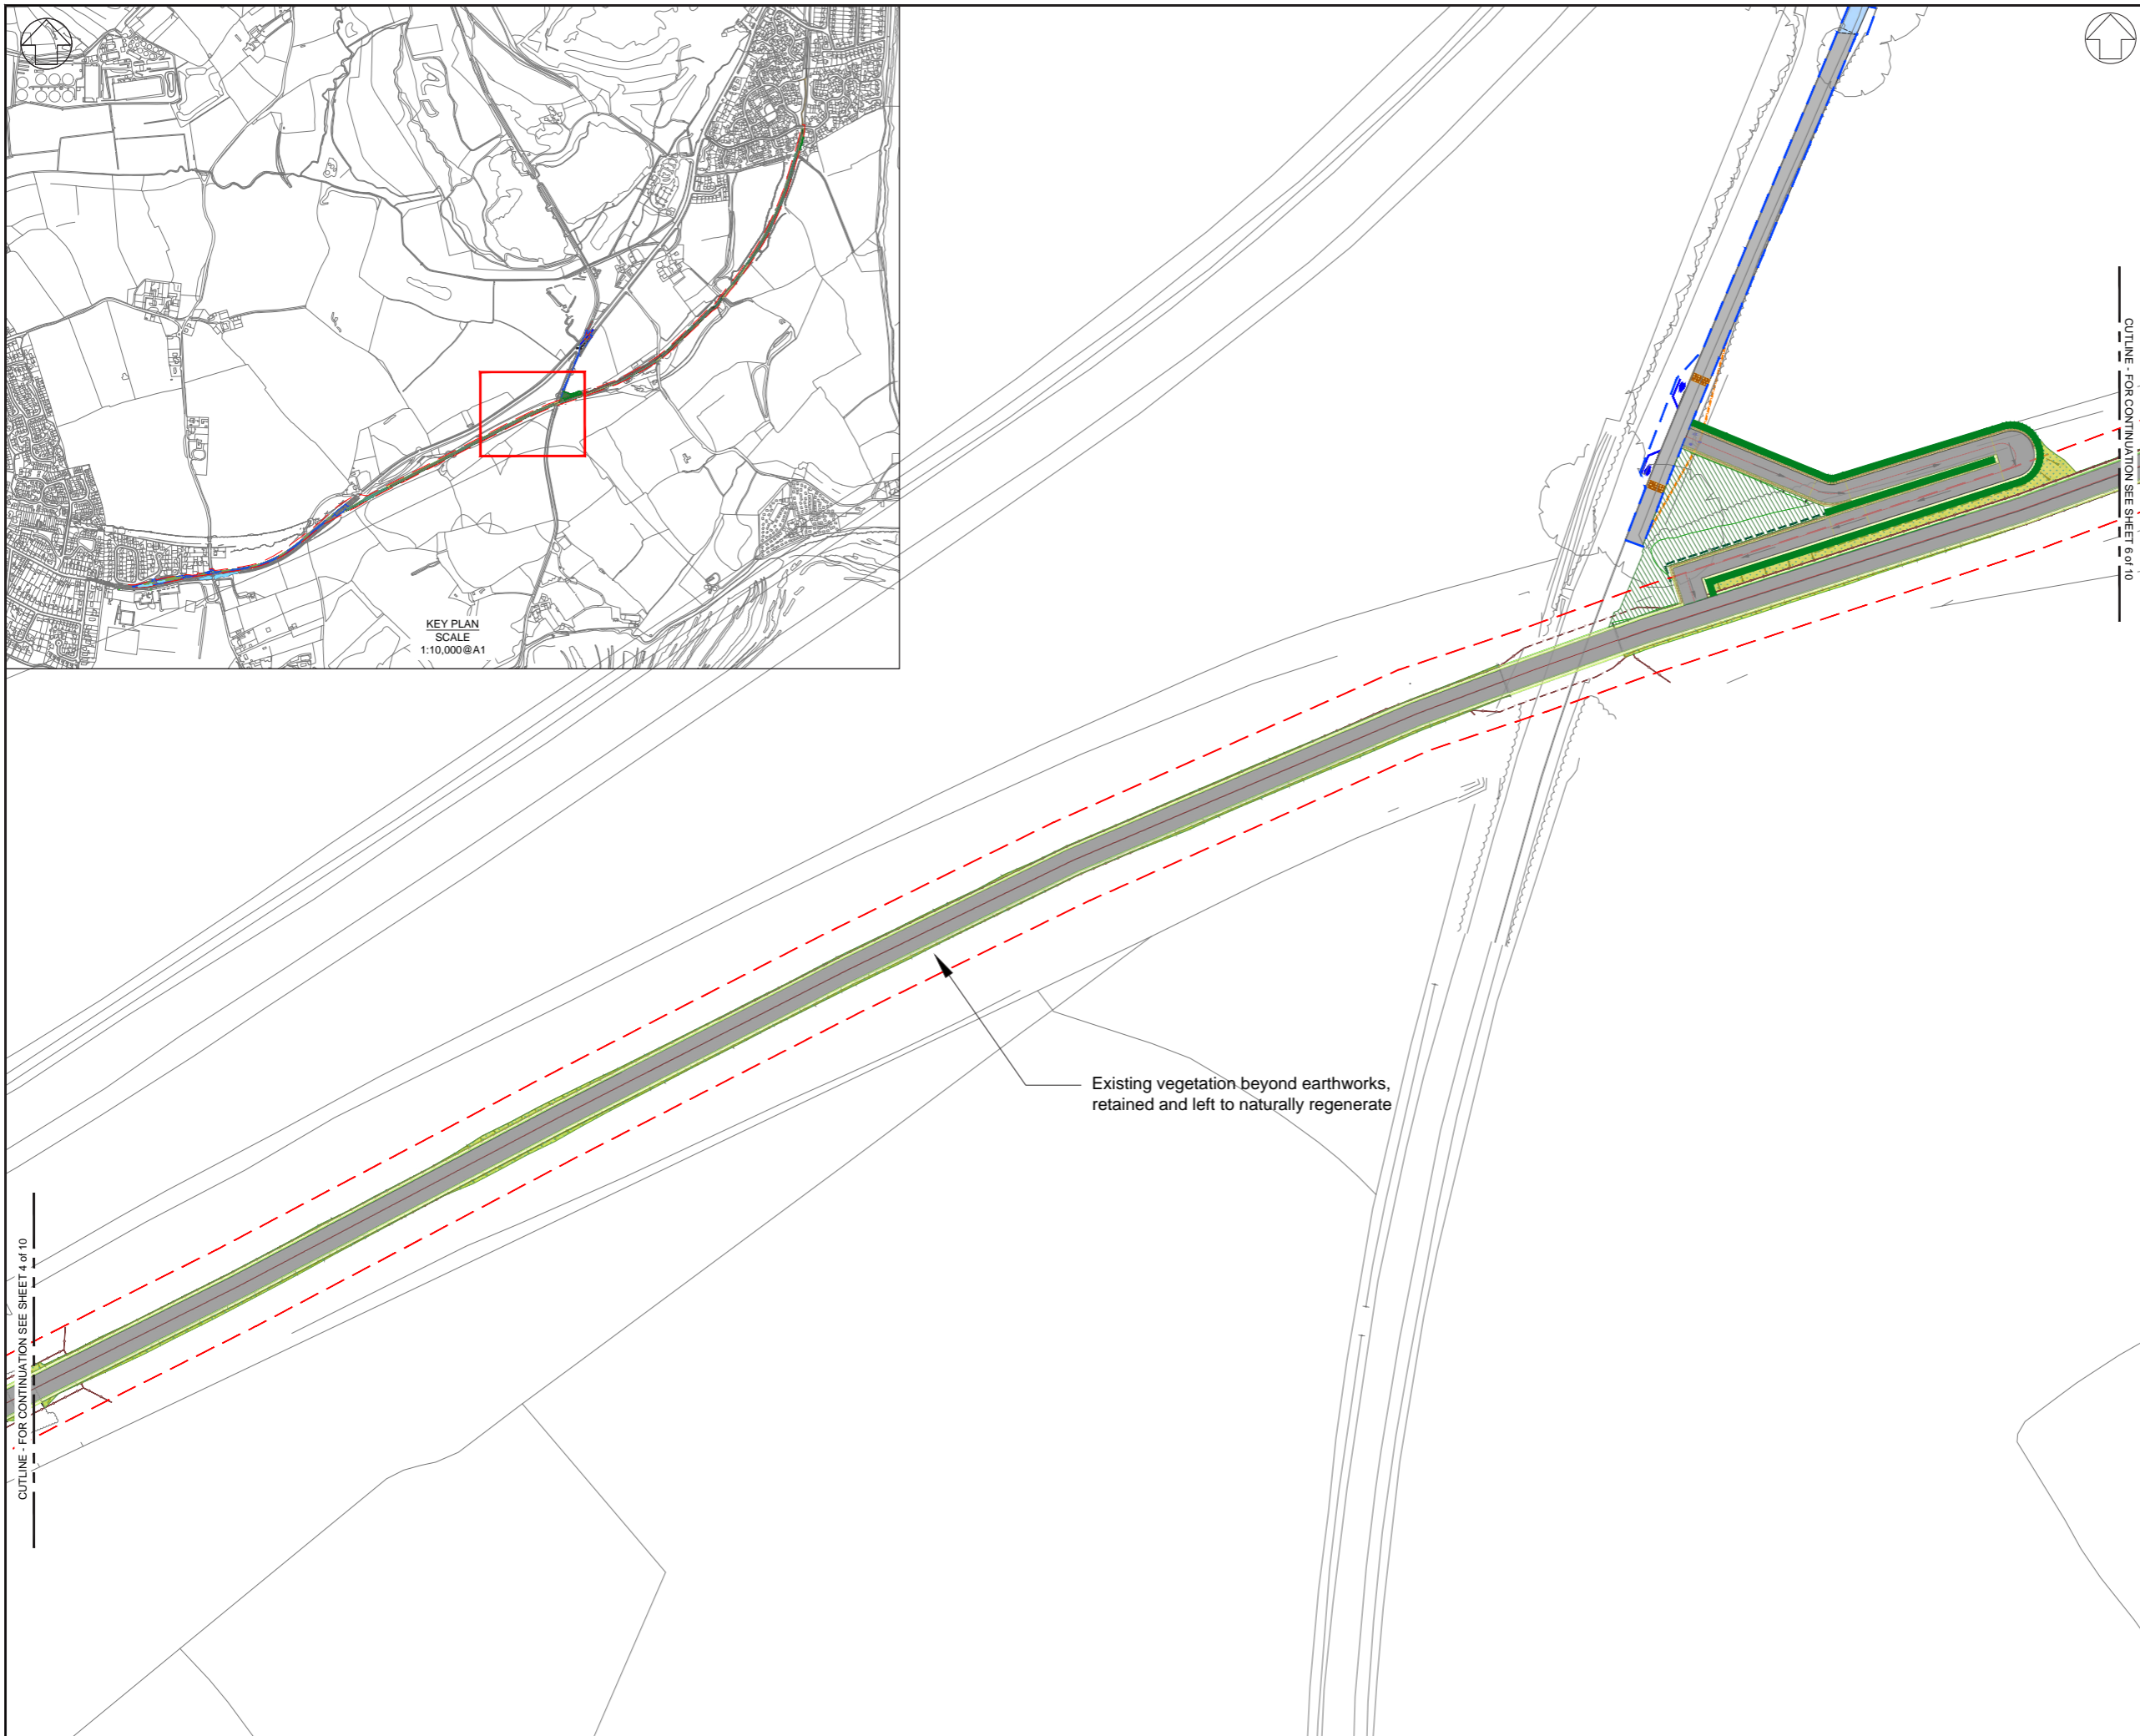 KEY PLAN
SCALE
1:10,000@A1
CUTLINE - FOR CONTINUATION SEE SHEET 6 of 10
Existing vegetation beyond earthworks,
retained and left to naturally regenerate
CUTLINE - FOR CONTINUATION SEE SHEET 4 of 10